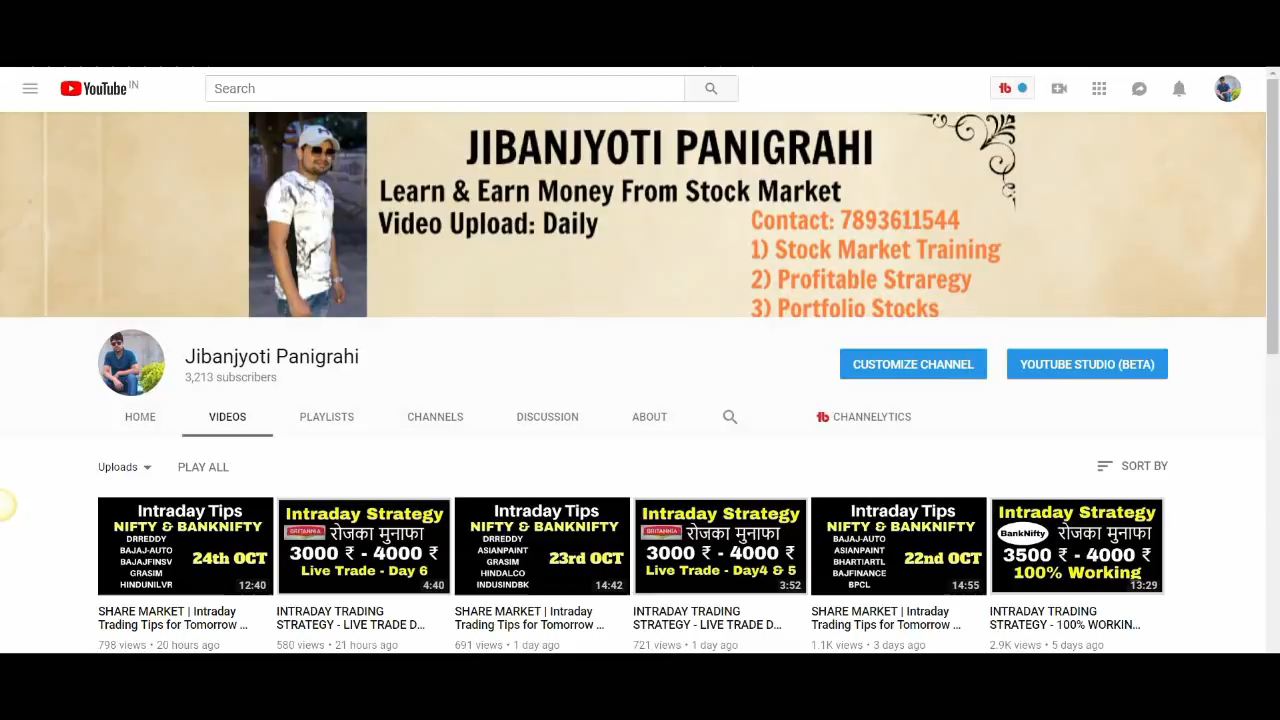 YouTube IN
Search
JIBANJYOTI PANIGRAHI
Learn & Earn Money From Stock Market
Video Upload: Daily
Contact: 7893611544
1) Stock Market Training
2) Profitable Straregy
3) Portfolio Stocks
Jibanjyoti Panigrahi
3,213 subscribers
CUSTOMIZE CHANNEL
YOUTUBE STUDIO (BETA)
HOME VIDEOS PLAYLISTS CHANNELS DISCUSSION ABOUT CHANNELYTICS
Uploads PLAY ALL SORT BY
Intraday Tips
NIFTY & BANKNIFTY
DRREDDY
BAJAJ-AUTO
BAJAJFINSV
GRASIM
HINDUNILVR
24th OCT
12:40
SHARE MARKET | Intraday
Trading Tips for Tomorrow ...
798 views • 20 hours ago
Intraday Strategy
BRITANNIA रोजका मुनाफा
3000 ₹ - 4000 ₹
Live Trade - Day 6
4:40
INTRADAY TRADING
STRATEGY - LIVE TRADE D...
580 views • 21 hours ago
Intraday Tips
NIFTY & BANKNIFTY
DRREDDY
ASIANPAINT
GRASIM
HINDALCO
INDUSINDBK
23rd OCT
14:42
SHARE MARKET | Intraday
Trading Tips for Tomorrow ...
691 views • 1 day ago
Intraday Strategy
BRITANNIA रोजका मुनाफा
3000 ₹ - 4000 ₹
Live Trade - Day4 & 5
3:52
INTRADAY TRADING
STRATEGY - LIVE TRADE D...
721 views • 1 day ago
Intraday Tips
NIFTY & BANKNIFTY
BAJAJ-AUTO
ASIANPAINT
BHARTIARTL
BAJFINANCE
BPCL
22nd OCT
14:55
SHARE MARKET | Intraday
Trading Tips for Tomorrow ...
1.1K views • 3 days ago
Intraday Strategy
BankNifty रोजका मुनाफा
3500 ₹ - 4000 ₹
100% Working
13:29
INTRADAY TRADING
STRATEGY - 100% WORKIN...
2.9K views • 5 days ago